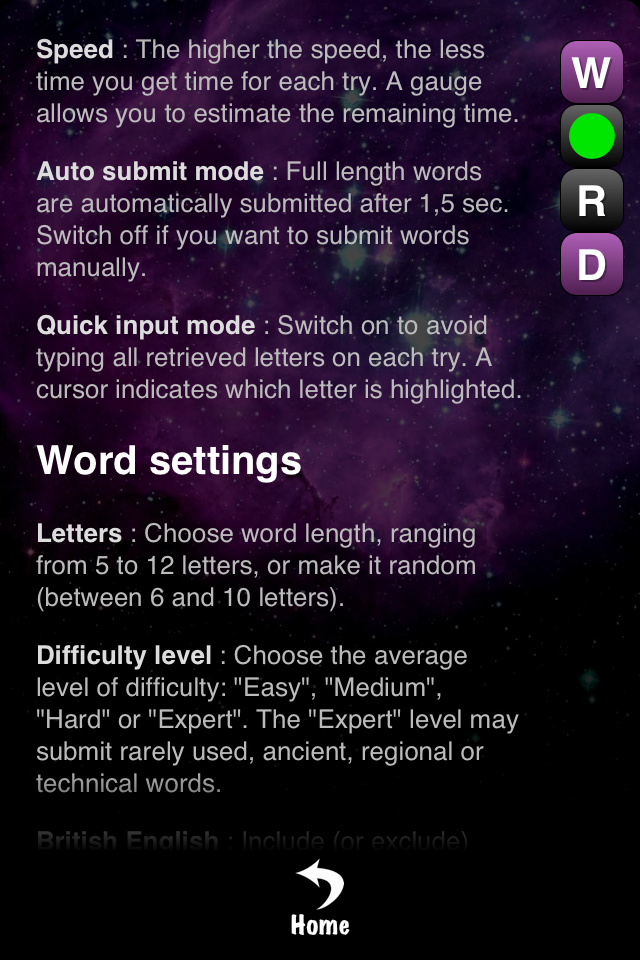 Speed : The higher the speed, the less
time you get time for each try. A gauge
allows you to estimate the remaining time.
Auto submit mode : Full length words
are automatically submitted after 1,5 sec.
Switch off if you want to submit words
manually.
Quick input mode : Switch on to avoid
typing all retrieved letters on each try. A
cursor indicates which letter is highlighted.
Word settings
Letters : Choose word length, ranging
from 5 to 12 letters, or make it random
(between 6 and 10 letters).
Difficulty level : Choose the average
level of difficulty: "Easy", "Medium",
"Hard" or "Expert". The "Expert" level may
submit rarely used, ancient, regional or
technical words.
British English : Include (or exclude)
W
R
D
Home